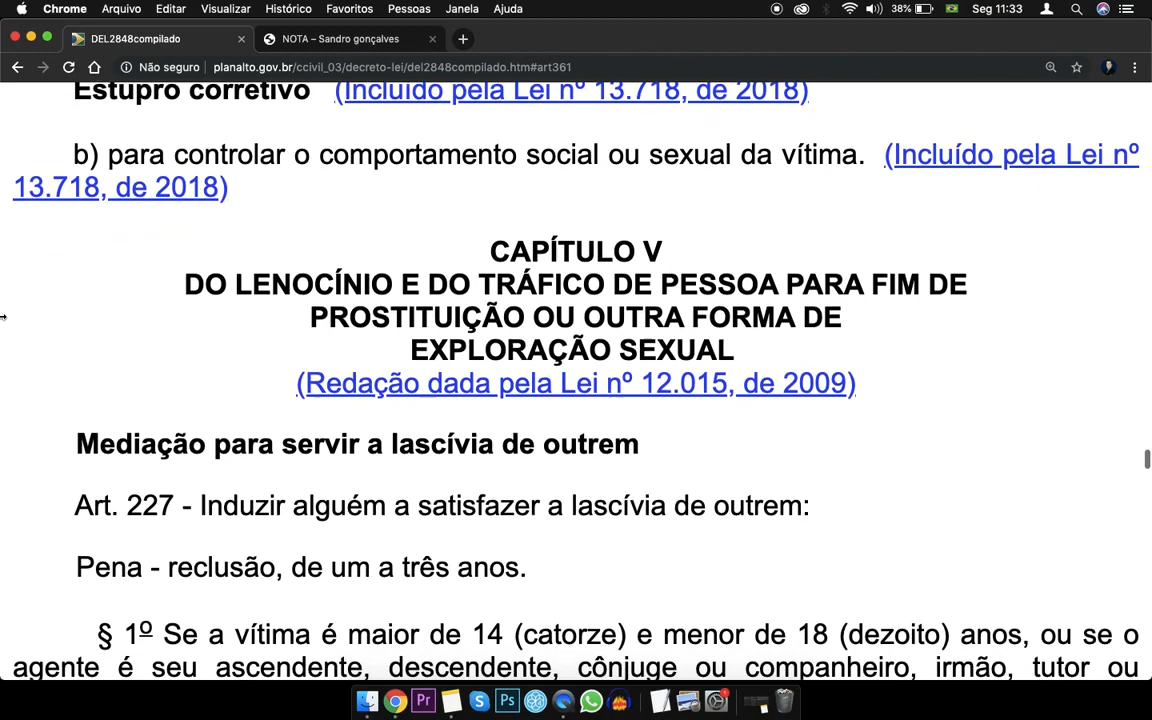 Chrome Arquivo Editar Visualizar Histórico Favoritos Pessoas Janela Ajuda 38% Seg 11:33
DEL2848compilado × NOTA – Sandro gonçalves × +
Não seguro | planalto.gov.br/ccivil_03/decreto-lei/del2848compilado.htm#art361
Estupro corretivo (Incluído pela Lei nº 13.718, de 2018)
b) para controlar o comportamento social ou sexual da vítima. (Incluído pela Lei nº
13.718, de 2018)
CAPÍTULO V
DO LENOCÍNIO E DO TRÁFICO DE PESSOA PARA FIM DE
PROSTITUIÇÃO OU OUTRA FORMA DE
EXPLORAÇÃO SEXUAL
(Redação dada pela Lei nº 12.015, de 2009)
Mediação para servir a lascívia de outrem
Art. 227 - Induzir alguém a satisfazer a lascívia de outrem:
Pena - reclusão, de um a três anos.
§ 1º Se a vítima é maior de 14 (catorze) e menor de 18 (dezoito) anos, ou se o
agente é seu ascendente, descendente, cônjuge ou companheiro, irmão, tutor ou
Pr Ps